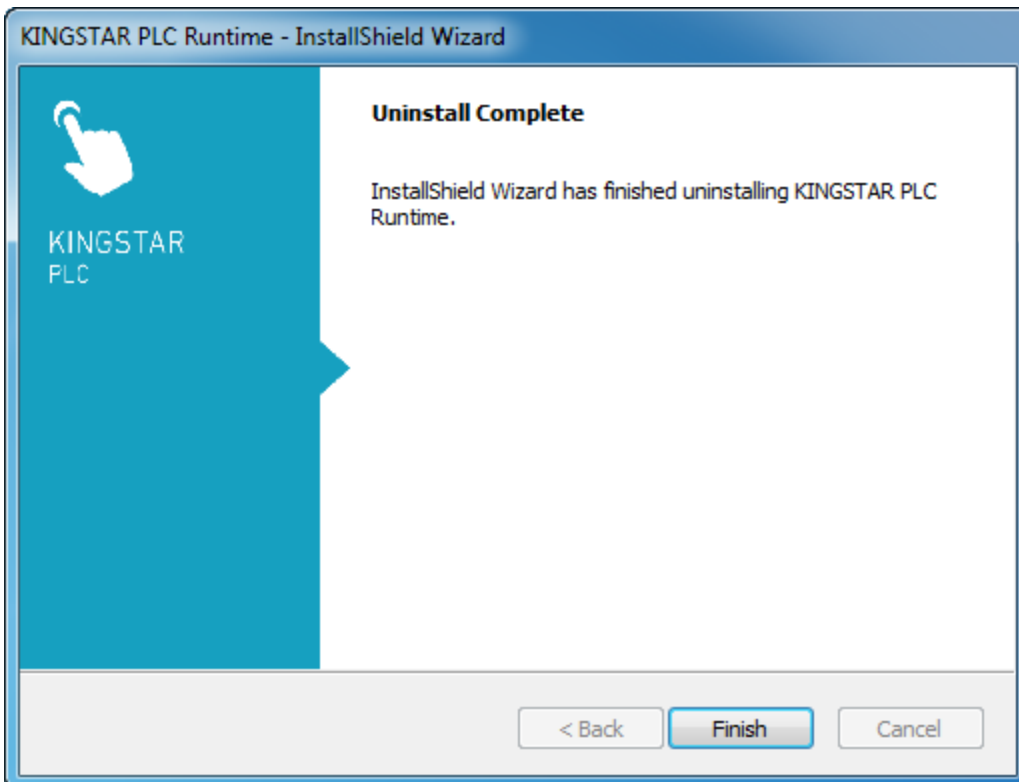 KINGSTAR PLC Runtime - InstallShield Wizard
KINGSTAR
PLC
Uninstall Complete
InstallShield Wizard has finished uninstalling KINGSTAR PLC
Runtime.
< Back
Finish
Cancel